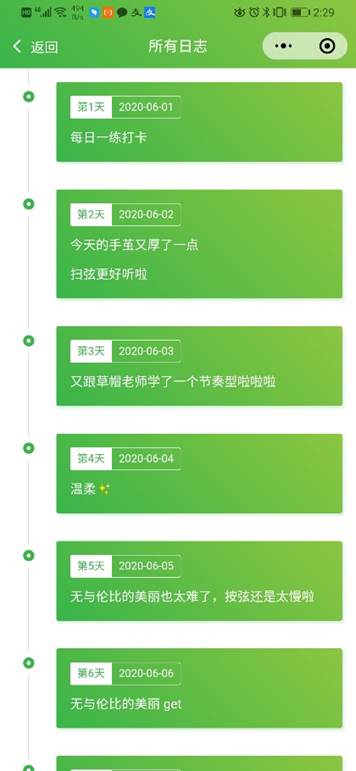 HD 4G 494 B/s 2:29
返回 所有日志
第1天 2020-06-01
每日一练打卡
第2天 2020-06-02
今天的手茧又厚了一点
扫弦更好听啦
第3天 2020-06-03
又跟草帽老师学了一个节奏型啦啦啦
第4天 2020-06-04
温柔✨
第5天 2020-06-05
无与伦比的美丽也太难了，按弦还是太慢啦
第6天 2020-06-06
无与伦比的美丽 get